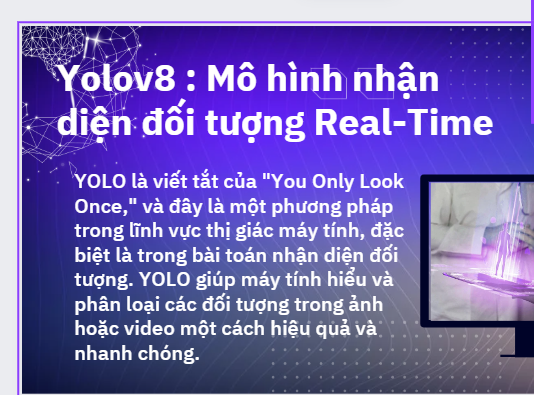 Yolov8 : Mô hình nhận
diện đối tượng Real-Time
YOLO là viết tắt của "You Only Look
Once," và đây là một phương pháp
trong lĩnh vực thị giác máy tính, đặc
biệt là trong bài toán nhận diện đối
tượng. YOLO giúp máy tính hiểu và
phân loại các đối tượng trong ảnh
hoặc video một cách hiệu quả và
nhanh chóng.